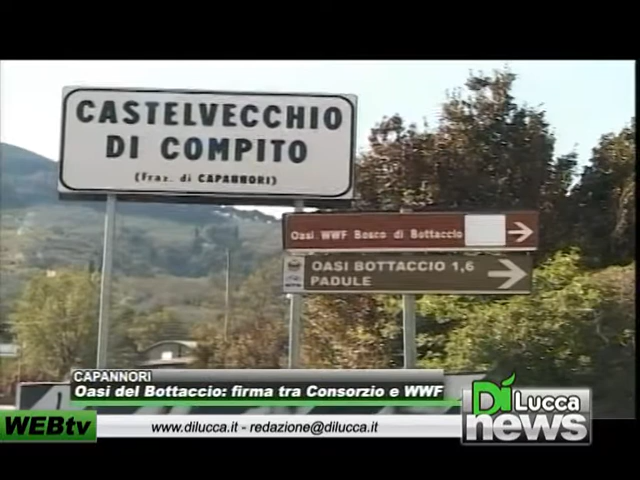 CASTELVECCHIO
DI COMPITO
(Fraz. di CAPANNORI)
Oasi WWF Bosco di Bottaccio
OASI BOTTACCIO 1,6
PADULE
CAPANNORI
Oasi del Bottaccio: firma tra Consorzio e WWF
WEBtv
www.dilucca.it - redazione@dilucca.it
Dì Lucca
news